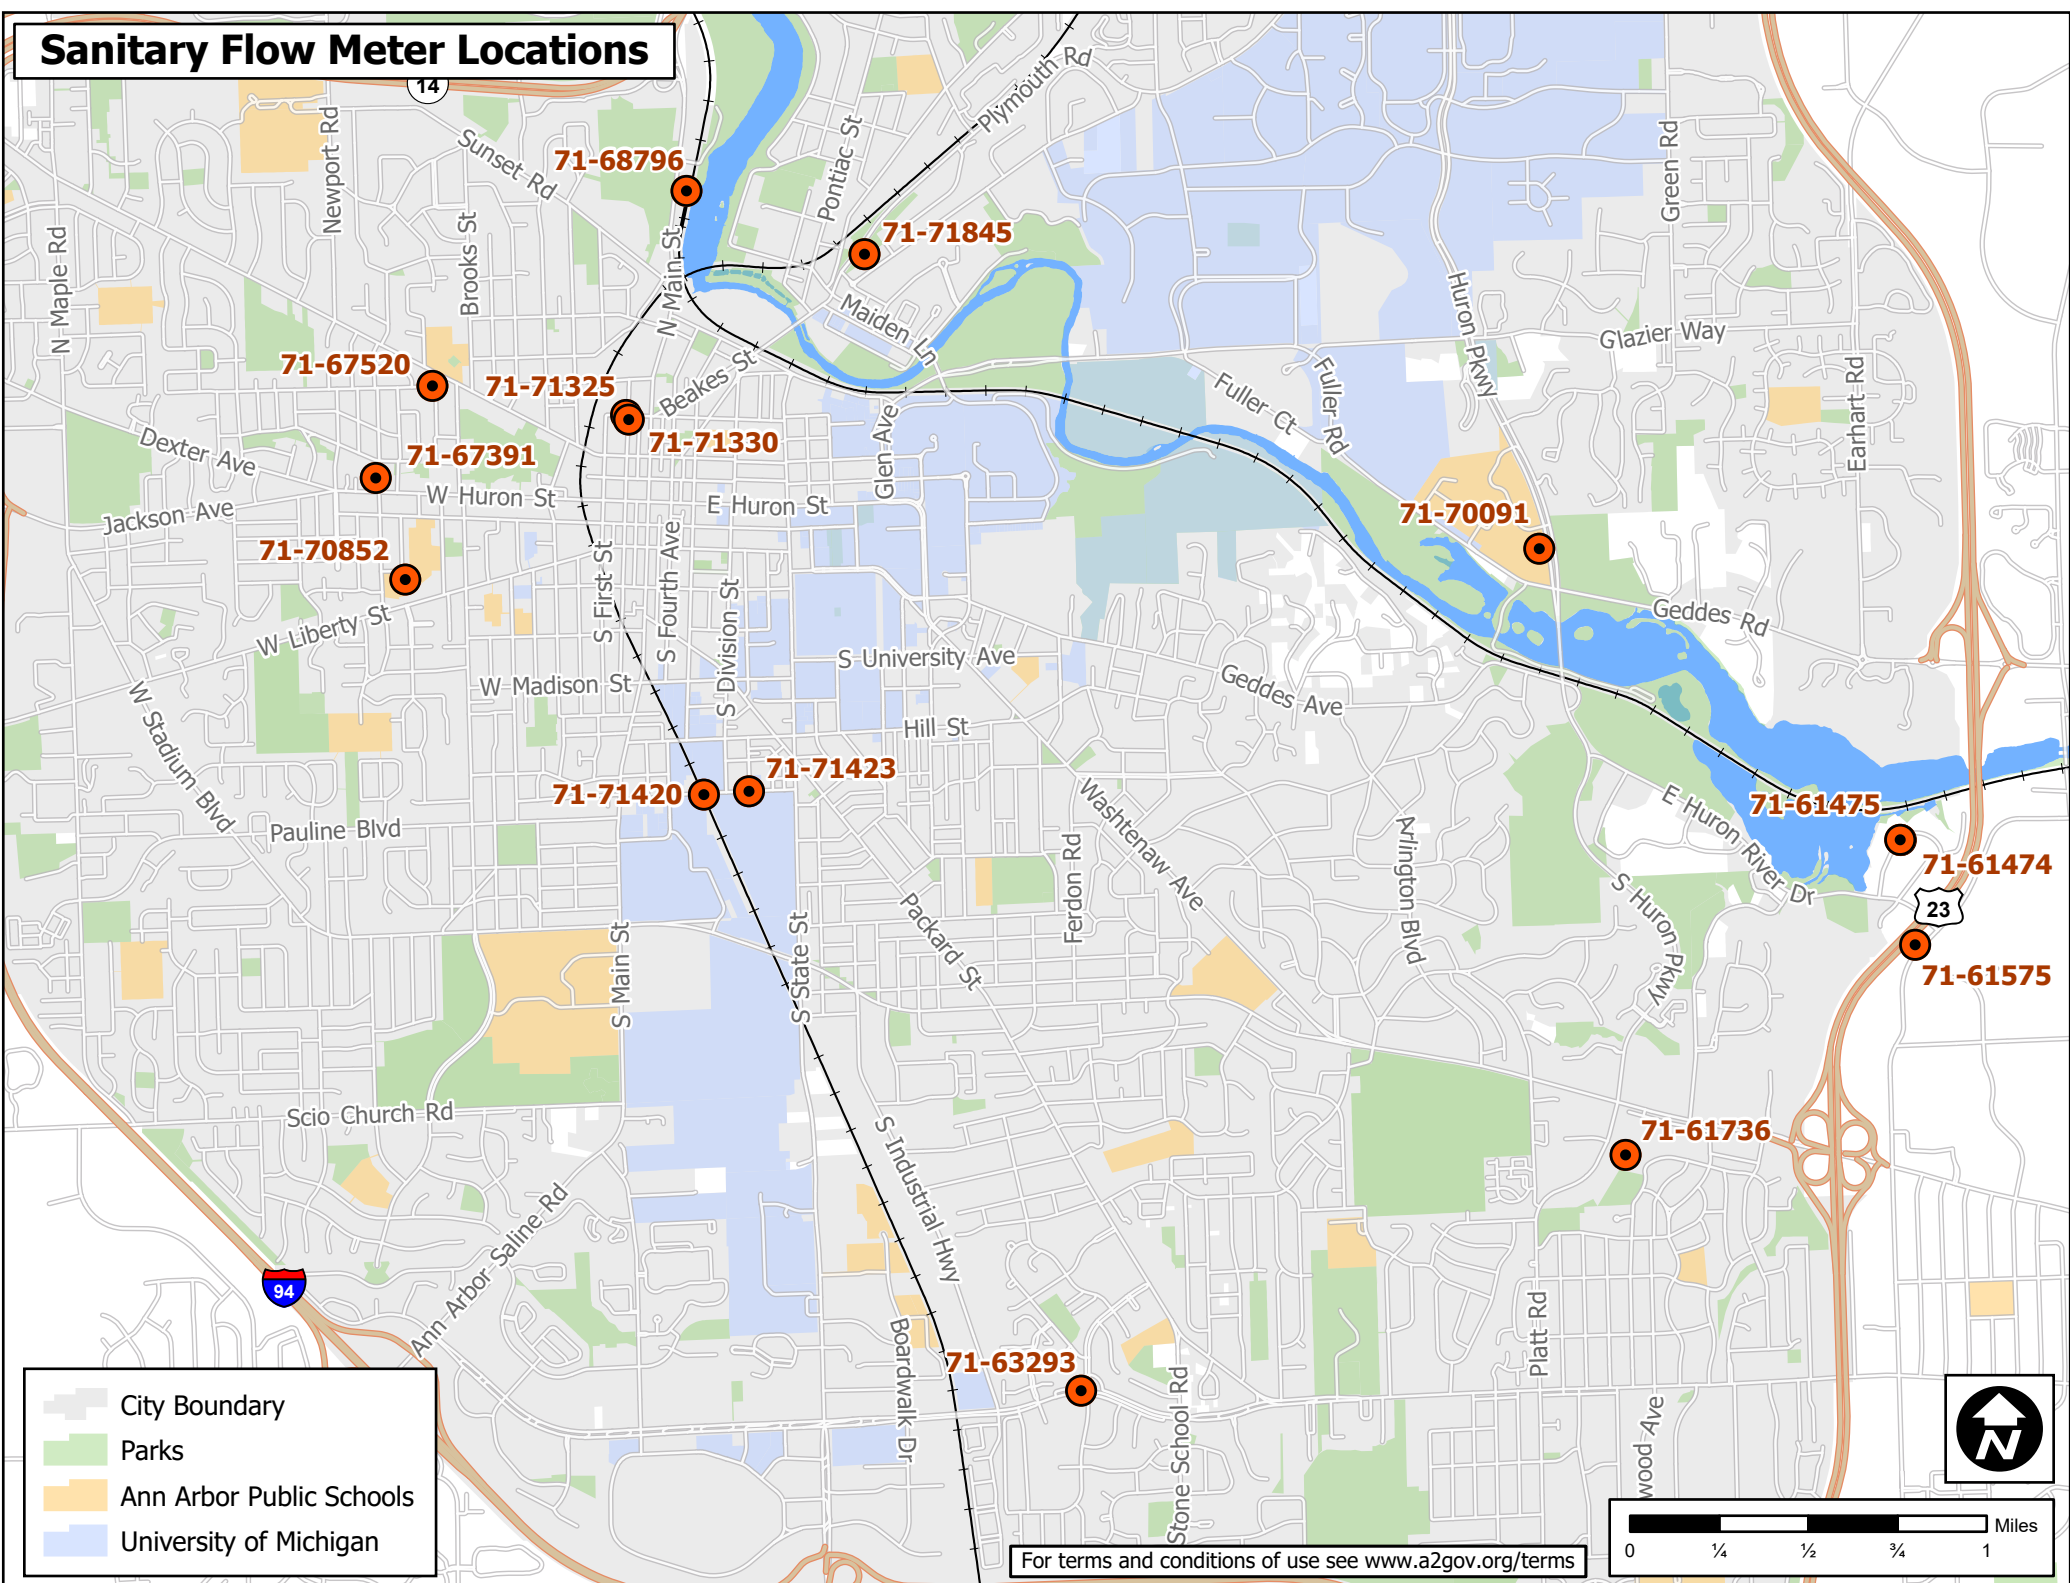 Sanitary Flow Meter Locations
14
Plymouth Rd
Newport Rd
Sunset Rd
Pontiac St
Green Rd
71-68796
71-71845
N Maple Rd
Brooks St
N Main St
Maiden Ln
Huron Pkwy
Glazier Way
71-67520
71-71325
Beakes St
71-71330
Fuller Ct
Fuller Rd
Earhart Rd
Dexter Ave
71-67391
W Huron St
Glen Ave
E Huron St
Jackson Ave
71-70091
71-70852
S First St
S Fourth Ave
S Division St
W Liberty St
Geddes Rd
S University Ave
W Madison St
Geddes Ave
W Stadium Blvd
Hill St
71-71423
71-71420
Washtenaw Ave
E Huron River Dr
71-61475
Pauline Blvd
Ferdon Rd
Arlington Blvd
71-61474
S Huron Pkwy
23
Packard St
S Main St
S State St
71-61575
Scio Church Rd
S Industrial Hwy
71-61736
Ann Arbor Saline Rd
94
Boardwalk Dr
71-63293
Platt Rd
Stone School Rd
wood Ave
City Boundary
Parks
Ann Arbor Public Schools
University of Michigan
N
Miles
0 ¼ ½ ¾ 1
For terms and conditions of use see www.a2gov.org/terms